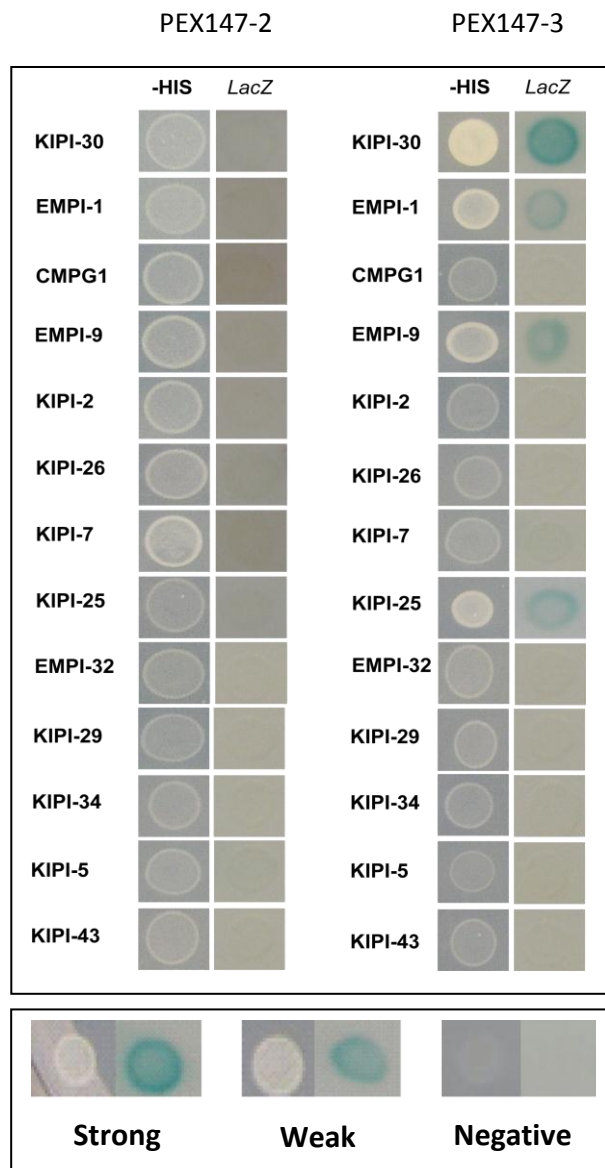 PEX147-2 PEX147-3
-HIS LacZ -HIS LacZ
KIPI-30 KIPI-30
EMPI-1 EMPI-1
CMPG1 CMPG1
EMPI-9 EMPI-9
KIPI-2 KIPI-2
KIPI-26 KIPI-26
KIPI-7 KIPI-7
KIPI-25 KIPI-25
EMPI-32 EMPI-32
KIPI-29 KIPI-29
KIPI-34 KIPI-34
KIPI-5 KIPI-5
KIPI-43 KIPI-43
Strong Weak Negative